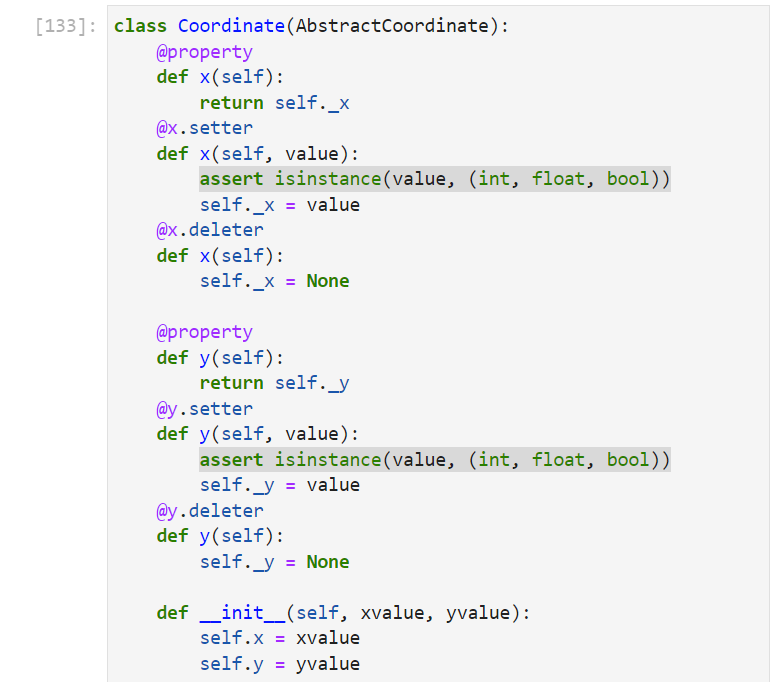 [133]: class Coordinate(AbstractCoordinate):
    @property
    def x(self):
        return self._x
    @x.setter
    def x(self, value):
        assert isinstance(value, (int, float, bool))
        self._x = value
    @x.deleter
    def x(self):
        self._x = None

    @property
    def y(self):
        return self._y
    @y.setter
    def y(self, value):
        assert isinstance(value, (int, float, bool))
        self._y = value
    @y.deleter
    def y(self):
        self._y = None

    def __init__(self, xvalue, yvalue):
        self.x = xvalue
        self.y = yvalue